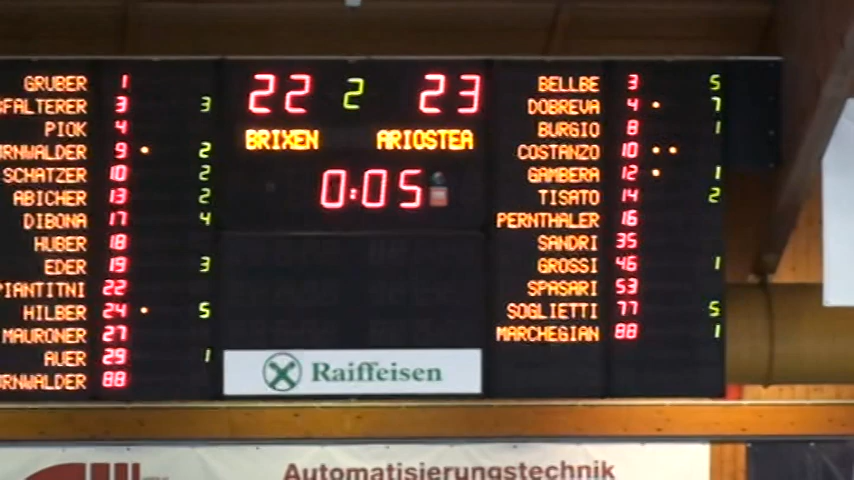 GRUBER 1
FALTERER 3 3
PIOK 4
RNWALDER 9 2
SCHATZER 10 2
ABICHER 13 2
DIBONA 17 4
HUBER 18
EDER 19 3
PIANTITNI 22
HILBER 24 5
MAURONER 27
AUER 29 1
RNWALDER 88
22 2 23
BRIXEN ARIOSTEA
0:05
Raiffeisen
BELLBE 3 5
DOBREVA 4 7
BURGIO 8 1
COSTANZO 10
GAMBERA 12 1
TISATO 14 2
PERNTHALER 16
SANDRI 35
GROSSI 46 1
SPASARI 53
SOGLIETTI 77 5
MARCHEGIAN 88 1
Automatisierungstechnik